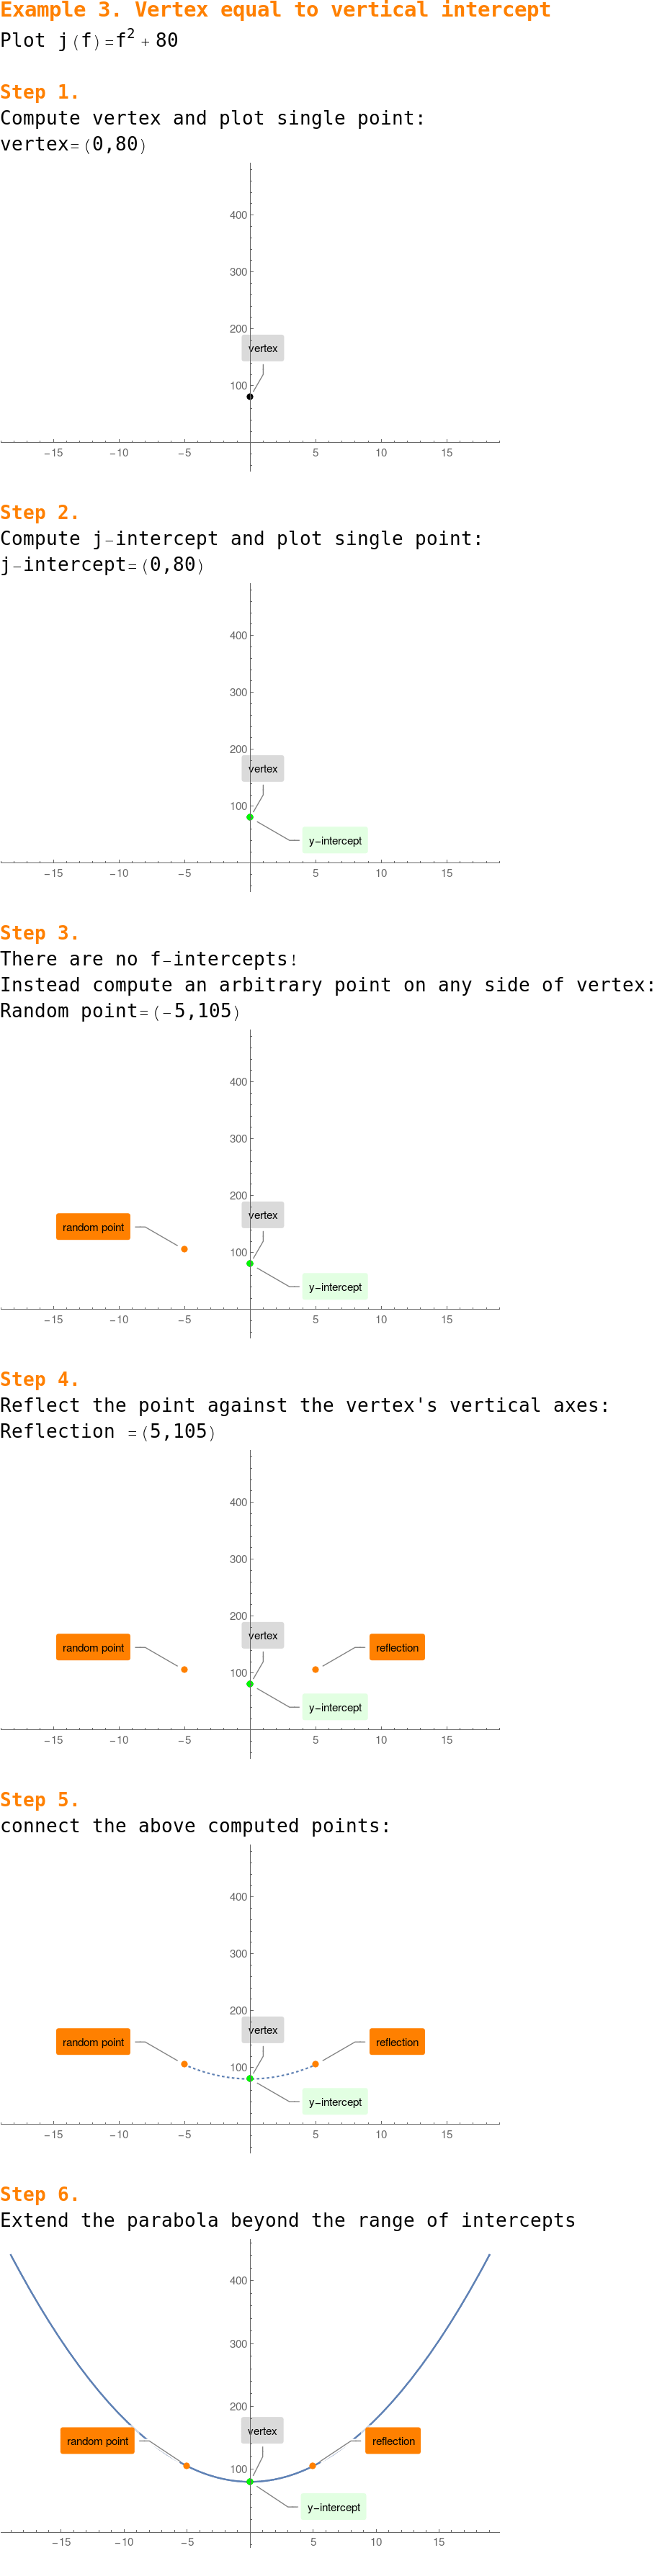 Example 3. Vertex equal to vertical intercept
Plot j(f)=f² + 80
Step 1.
Compute vertex and plot single point:
vertex=(0,80)
400
300
200
vertex
100
−15 −10 −5 5 10 15
Step 2.
Compute j−intercept and plot single point:
j−intercept=(0,80)
400
300
200
vertex
100
y−intercept
−15 −10 −5 5 10 15
Step 3.
There are no f−intercepts!
Instead compute an arbitrary point on any side of vertex:
Random point=(−5,105)
400
300
200
vertex
random point
100
y−intercept
−15 −10 −5 5 10 15
Step 4.
Reflect the point against the vertex's vertical axes:
Reflection =(5,105)
400
300
200
vertex
random point reflection
100
y−intercept
−15 −10 −5 5 10 15
Step 5.
connect the above computed points:
400
300
200
vertex
random point reflection
100
y−intercept
−15 −10 −5 5 10 15
Step 6.
Extend the parabola beyond the range of intercepts
400
300
200
vertex
random point reflection
100
y−intercept
−15 −10 −5 5 10 15